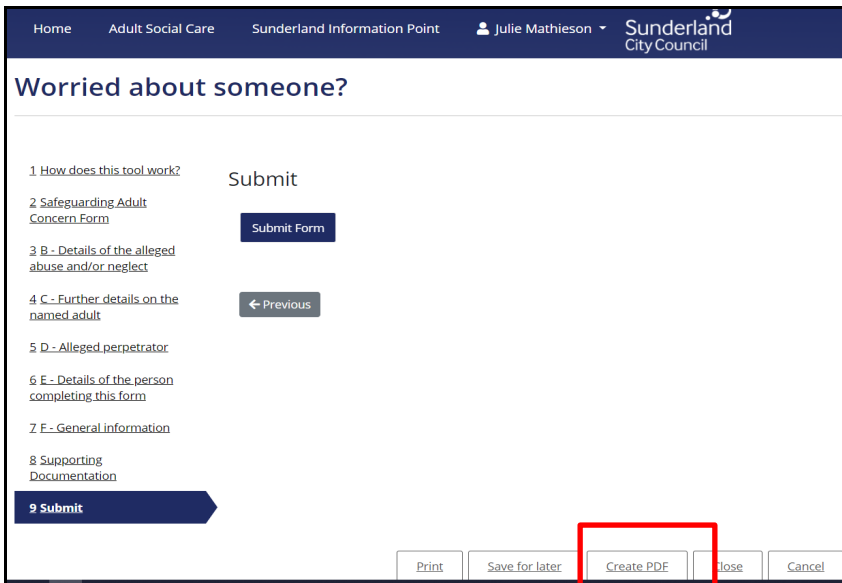 Home Adult Social Care Sunderland Information Point Julie Mathieson Sunderland
City Council
Worried about someone?
1 How does this tool work?
2 Safeguarding Adult
Concern Form
3 B - Details of the alleged
abuse and/or neglect
4 C - Further details on the
named adult
5 D - Alleged perpetrator
6 E - Details of the person
completing this form
7 F - General information
8 Supporting
Documentation
9 Submit
Submit
Submit Form
Previous
Print Save for later Create PDF Close Cancel